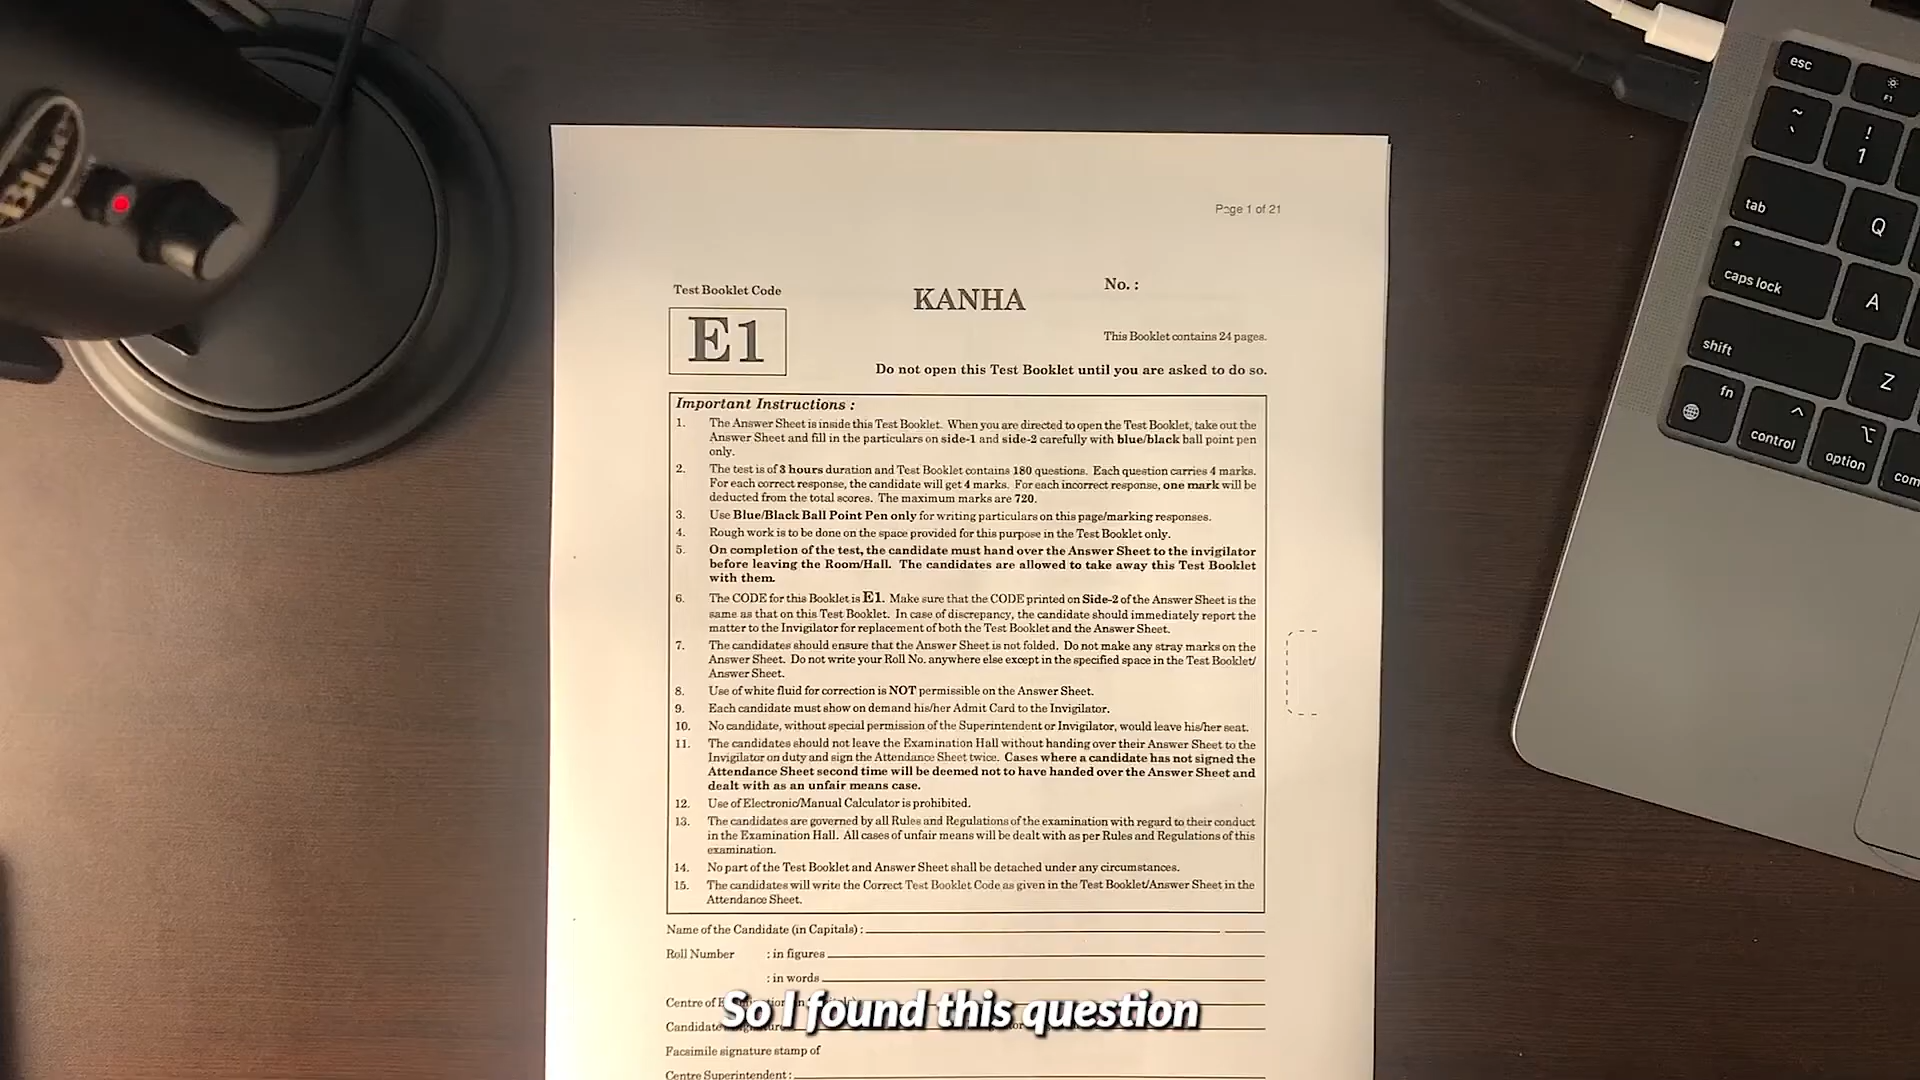 Blue
Page 1 of 21
Test Booklet Code
E1
KANHA
No. :
This Booklet contains 24 pages.
Do not open this Test Booklet until you are asked to do so.
Important Instructions :
1. The Answer Sheet is inside this Test Booklet. When you are directed to open the Test Booklet, take out the
Answer Sheet and fill in the particulars on side-1 and side-2 carefully with blue/black ball point pen
only.
2. The test is of 3 hours duration and Test Booklet contains 180 questions. Each question carries 4 marks.
For each correct response, the candidate will get 4 marks. For each incorrect response, one mark will be
deducted from the total scores. The maximum marks are 720.
3. Use Blue/Black Ball Point Pen only for writing particulars on this page/marking responses.
4. Rough work is to be done on the space provided for this purpose in the Test Booklet only.
5. On completion of the test, the candidate must hand over the Answer Sheet to the invigilator
before leaving the Room/Hall. The candidates are allowed to take away this Test Booklet
with them.
6. The CODE for this Booklet is E1. Make sure that the CODE printed on Side-2 of the Answer Sheet is the
same as that on this Test Booklet. In case of discrepancy, the candidate should immediately report the
matter to the Invigilator for replacement of both the Test Booklet and the Answer Sheet.
7. The candidates should ensure that the Answer Sheet is not folded. Do not make any stray marks on the
Answer Sheet. Do not write your Roll No. anywhere else except in the specified space in the Test Booklet/
Answer Sheet.
8. Use of white fluid for correction is NOT permissible on the Answer Sheet.
9. Each candidate must show on demand his/her Admit Card to the Invigilator.
10. No candidate, without special permission of the Superintendent or Invigilator, would leave his/her seat.
11. The candidates should not leave the Examination Hall without handing over their Answer Sheet to the
Invigilator on duty and sign the Attendance Sheet twice. Cases where a candidate has not signed the
Attendance Sheet second time will be deemed not to have handed over the Answer Sheet and
dealt with as an unfair means case.
12. Use of Electronic/Manual Calculator is prohibited.
13. The candidates are governed by all Rules and Regulations of the examination with regard to their conduct
in the Examination Hall. All cases of unfair means will be dealt with as per Rules and Regulations of this
examination.
14. No part of the Test Booklet and Answer Sheet shall be detached under any circumstances.
15. The candidates will write the Correct Test Booklet Code as given in the Test Booklet/Answer Sheet in the
Attendance Sheet.
Name of the Candidate (in Capitals) :
Roll Number : in figures
: in words
Centre of
Candidate
Facsimile signature stamp of
Centre Superintendent :
So I found this question
esc
F1
~
`
!
1
tab
Q
caps lock
A
shift
Z
fn
control
option
com